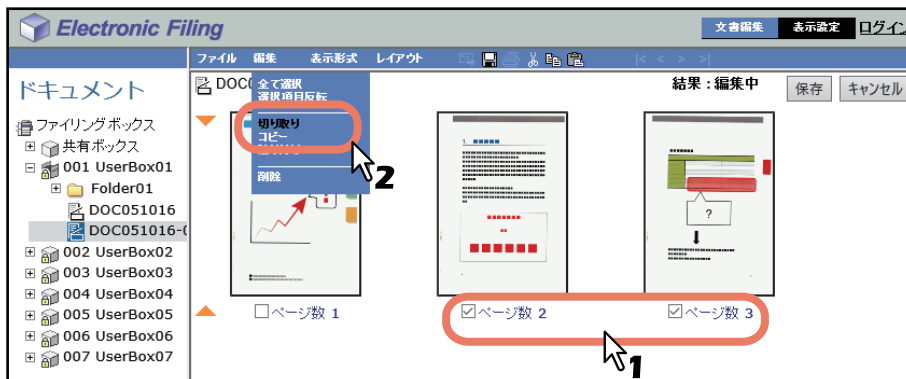 Electronic Filing
文書編集 表示設定 ログイン
ファイル 編集 表示形式 レイアウト
|< < > >|
ドキュメント
ファイリングボックス
共有ボックス
001 UserBox01
Folder01
DOC051016
DOC051016-(
002 UserBox02
003 UserBox03
004 UserBox04
005 UserBox05
006 UserBox06
007 UserBox07
DOC
結果 : 編集中
保存 キャンセル
全て選択
選択項目反転
切り取り
コピー
削除
2
?
ページ数 1
ページ数 2
ページ数 3
1